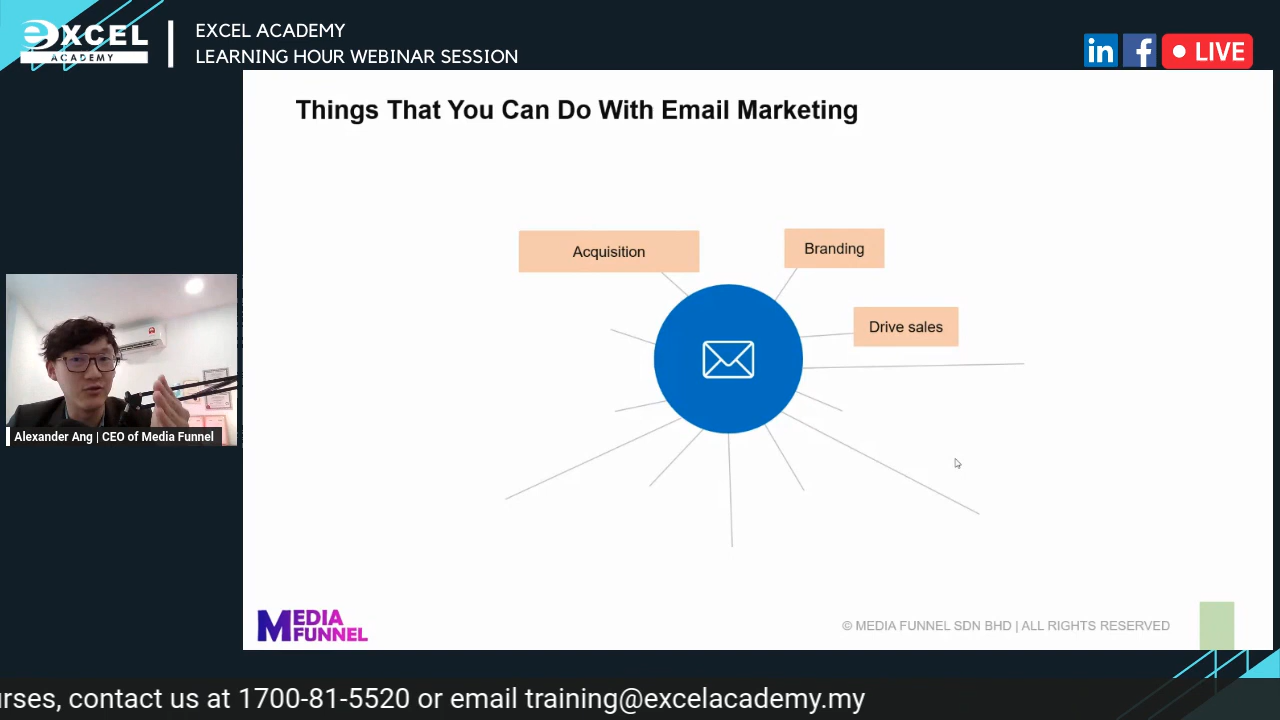 eXCEL
ACADEMY
EXCEL ACADEMY
LEARNING HOUR WEBINAR SESSION
in f LIVE
Things That You Can Do With Email Marketing
Acquisition
Branding
Drive sales
Alexander Ang | CEO of Media Funnel
MEDIA
FUNNEL
© MEDIA FUNNEL SDN BHD | ALL RIGHTS RESERVED
urses, contact us at 1700-81-5520 or email training@excelacademy.my